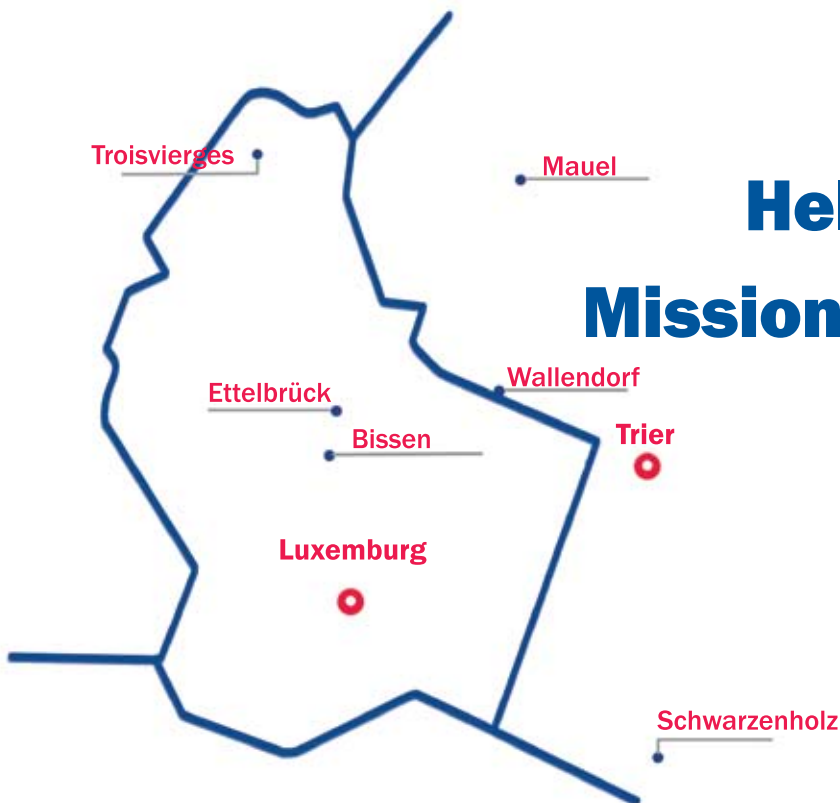 Troisvierges
Mauel
Mission
Wallendorf
Ettelbrück
Trier
Bissen
Luxemburg
Schwarzenholz